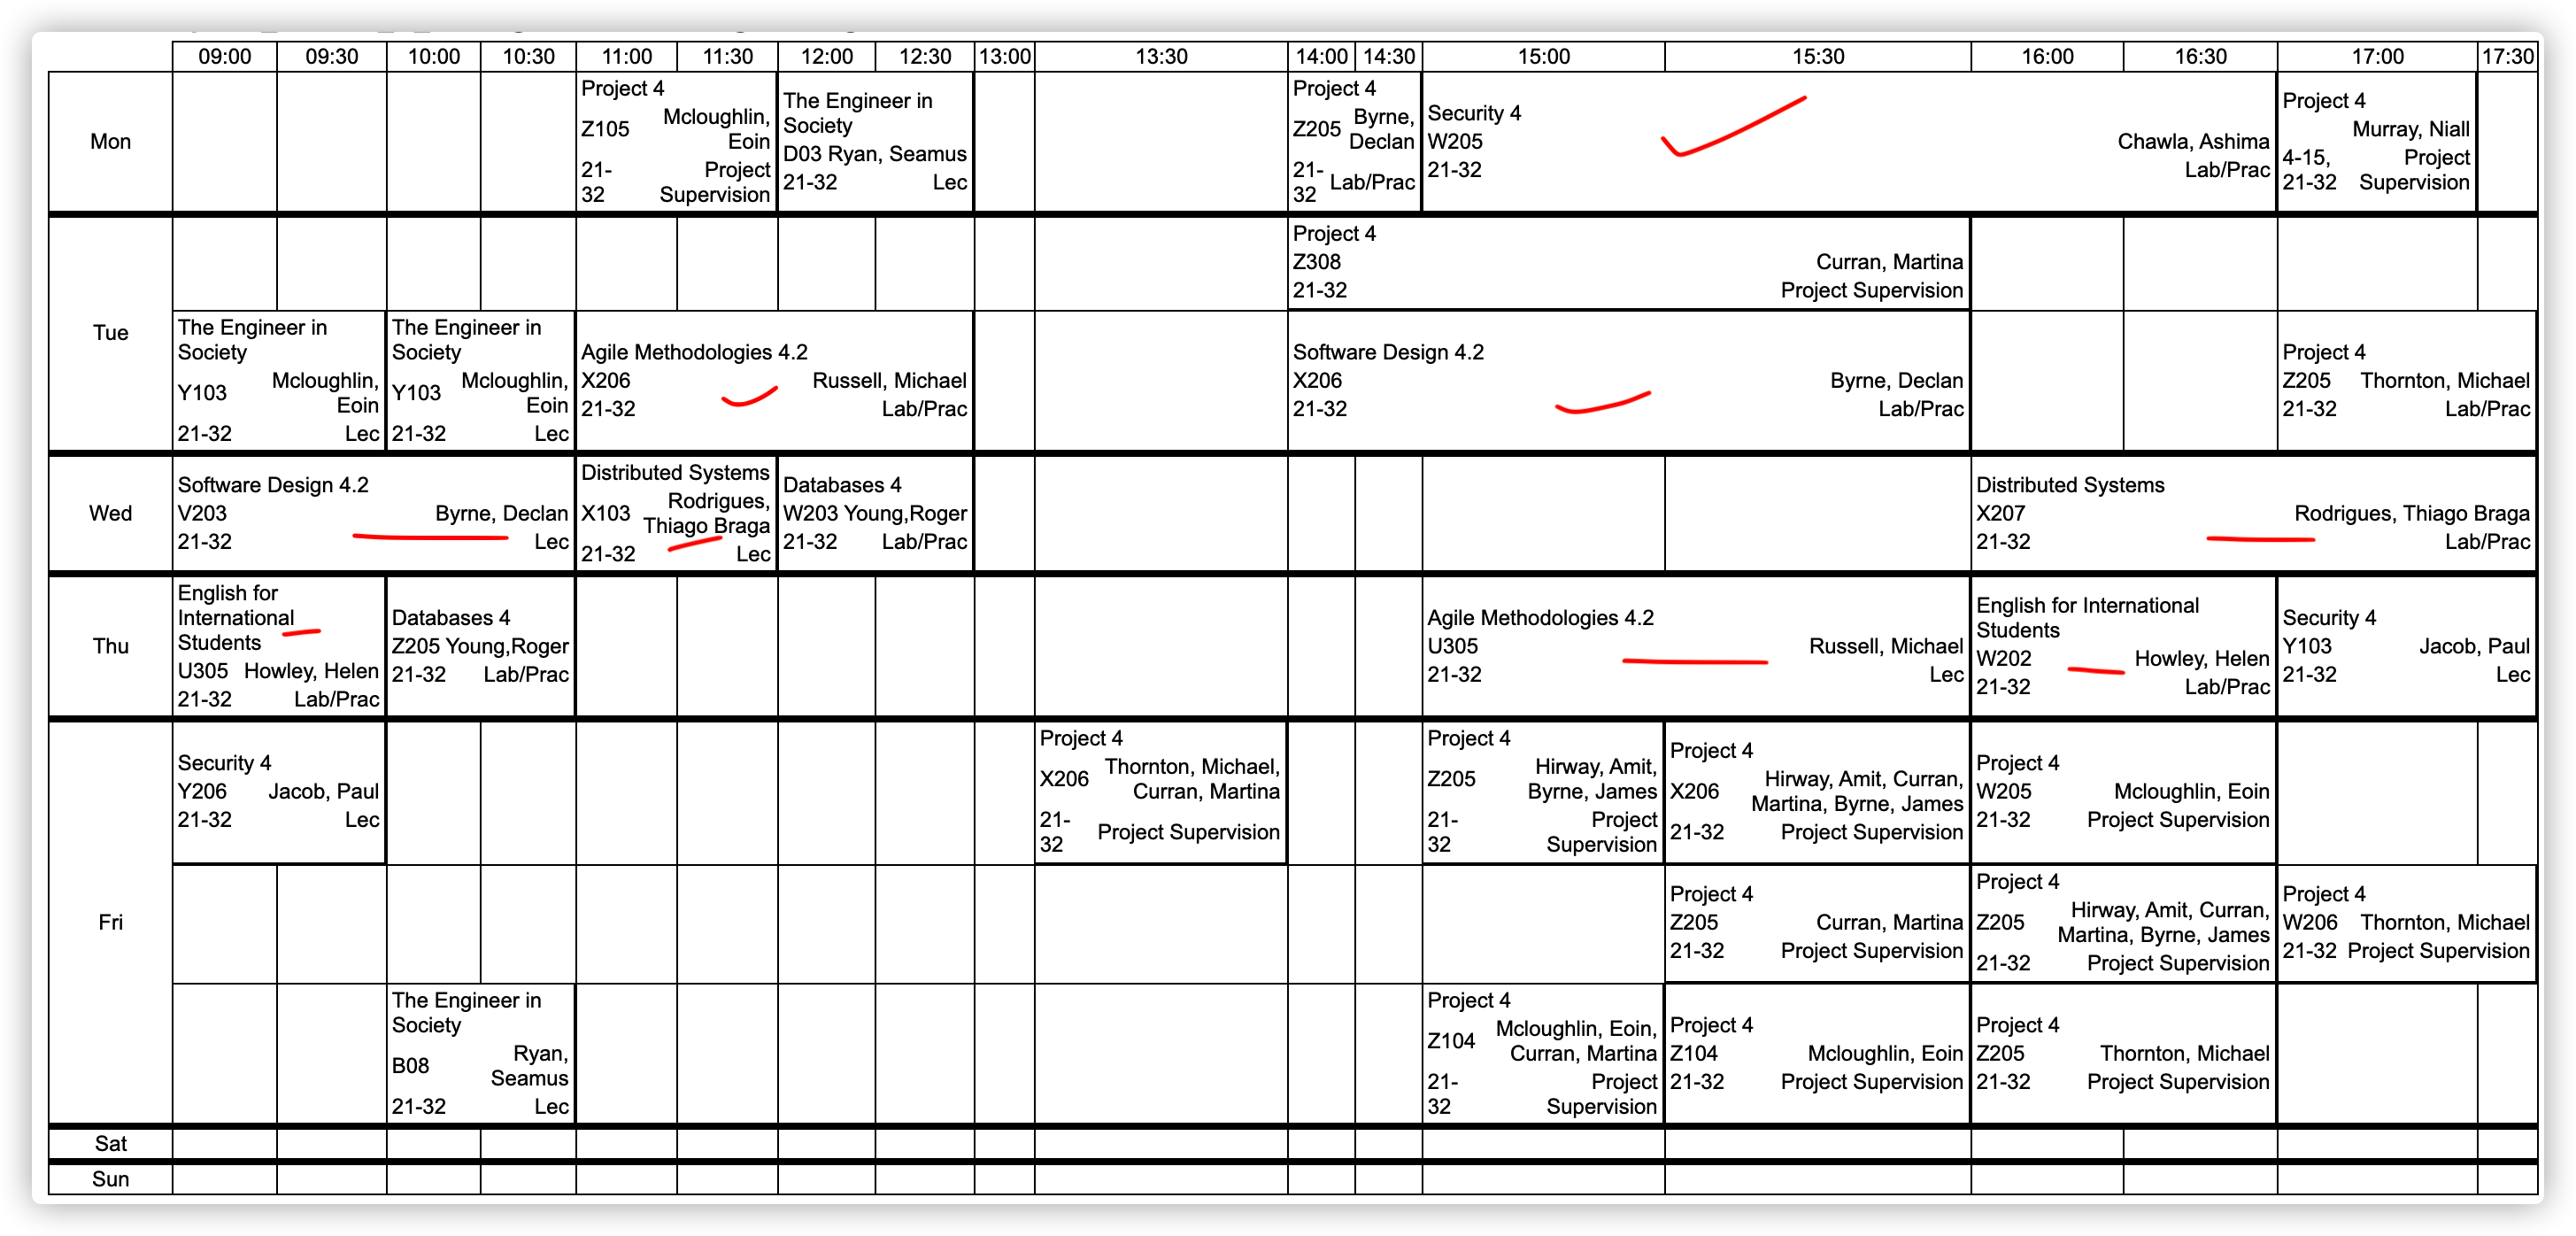 09:00 09:30 10:00 10:30 11:00 11:30 12:00 12:30 13:00 13:30 14:00 14:30 15:00 15:30 16:00 16:30 17:00 17:30
Mon
Project 4
Z105 Mcloughlin, Eoin
21-32 Project Supervision
The Engineer in Society
D03 Ryan, Seamus
21-32 Lec
Project 4
Z205 Byrne, Declan
21-32 Lab/Prac
Security 4
W205 Chawla, Ashima
21-32 Lab/Prac
Project 4
Murray, Niall
4-15, 21-32 Project Supervision
Tue
Project 4
Z308 Curran, Martina
21-32 Project Supervision
The Engineer in Society
Y103 Mcloughlin, Eoin
21-32 Lec
The Engineer in Society
Y103 Mcloughlin, Eoin
21-32 Lec
Agile Methodologies 4.2
X206 Russell, Michael
21-32 Lab/Prac
Software Design 4.2
X206 Byrne, Declan
21-32 Lab/Prac
Project 4
Z205 Thornton, Michael
21-32 Lab/Prac
Wed
Software Design 4.2
V203 Byrne, Declan
21-32 Lec
Distributed Systems
X103 Rodrigues, Thiago Braga
21-32 Lec
Databases 4
W203 Young,Roger
21-32 Lab/Prac
Distributed Systems
X207 Rodrigues, Thiago Braga
21-32 Lab/Prac
Thu
English for International Students
U305 Howley, Helen
21-32 Lab/Prac
Databases 4
Z205 Young,Roger
21-32 Lab/Prac
Agile Methodologies 4.2
U305 Russell, Michael
21-32 Lec
English for International Students
W202 Howley, Helen
21-32 Lab/Prac
Security 4
Y103 Jacob, Paul
21-32 Lec
Fri
Security 4
Y206 Jacob, Paul
21-32 Lec
Project 4
X206 Thornton, Michael, Curran, Martina
21-32 Project Supervision
Project 4
Z205 Hirway, Amit, Byrne, James
21-32 Project Supervision
Project 4
X206 Hirway, Amit, Curran, Martina, Byrne, James
21-32 Project Supervision
Project 4
W205 Mcloughlin, Eoin
21-32 Project Supervision
Project 4
Z205 Curran, Martina
21-32 Project Supervision
Project 4
Z205 Hirway, Amit, Curran, Martina, Byrne, James
21-32 Project Supervision
Project 4
W206 Thornton, Michael
21-32 Project Supervision
The Engineer in Society
B08 Ryan, Seamus
21-32 Lec
Project 4
Z104 Mcloughlin, Eoin, Curran, Martina
21-32 Project Supervision
Project 4
Z104 Mcloughlin, Eoin
21-32 Project Supervision
Project 4
Z205 Thornton, Michael
21-32 Project Supervision
Sat
Sun